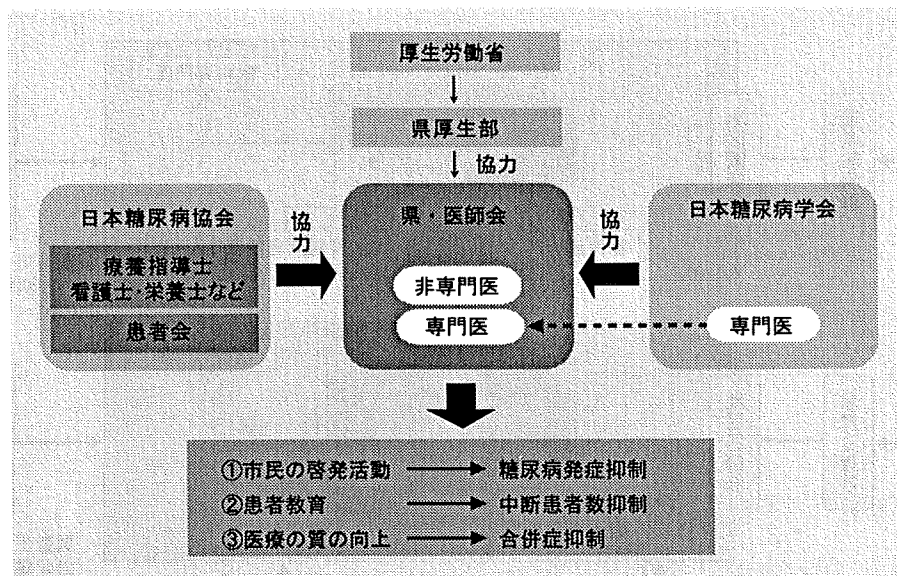 厚生労働省
県厚生部
協力
日本糖尿病協会
療養指導士
看護士・栄養士など
患者会
協力
県・医師会
非専門医
専門医
協力
日本糖尿病学会
専門医
①市民の啓発活動 糖尿病発症抑制
②患者教育 中断患者数抑制
③医療の質の向上 合併症抑制